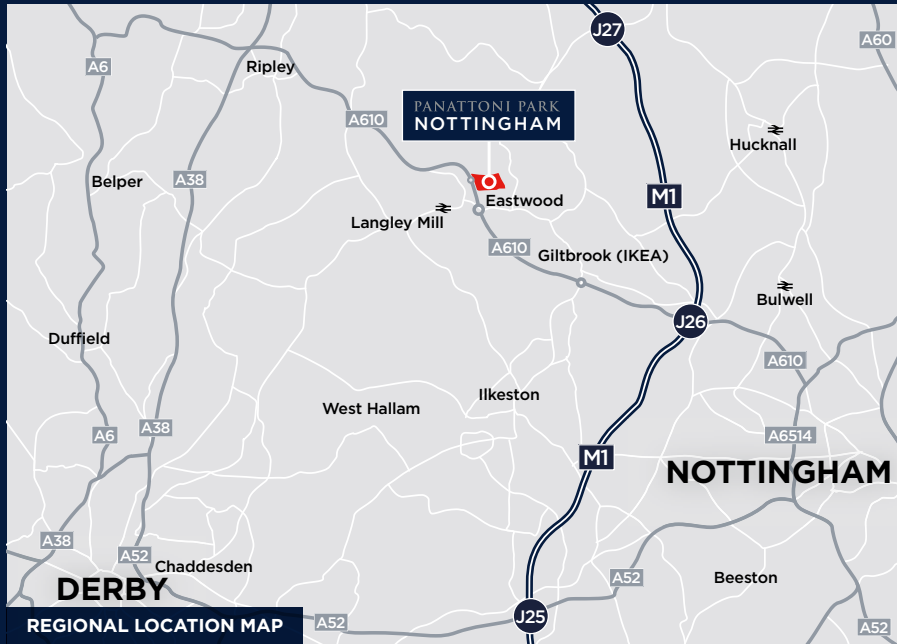 J27
A60
A6
Ripley
PANATTONI PARK
NOTTINGHAM
A610
Hucknall
Belper
A38
M1
Eastwood
Langley Mill
A610
Giltbrook (IKEA)
Bulwell
J26
Duffield
A610
Ilkeston
West Hallam
A6
A38
A6514
M1
NOTTINGHAM
A38
A52
Chaddesden
A52
Beeston
DERBY
J25
A52
A52
REGIONAL LOCATION MAP